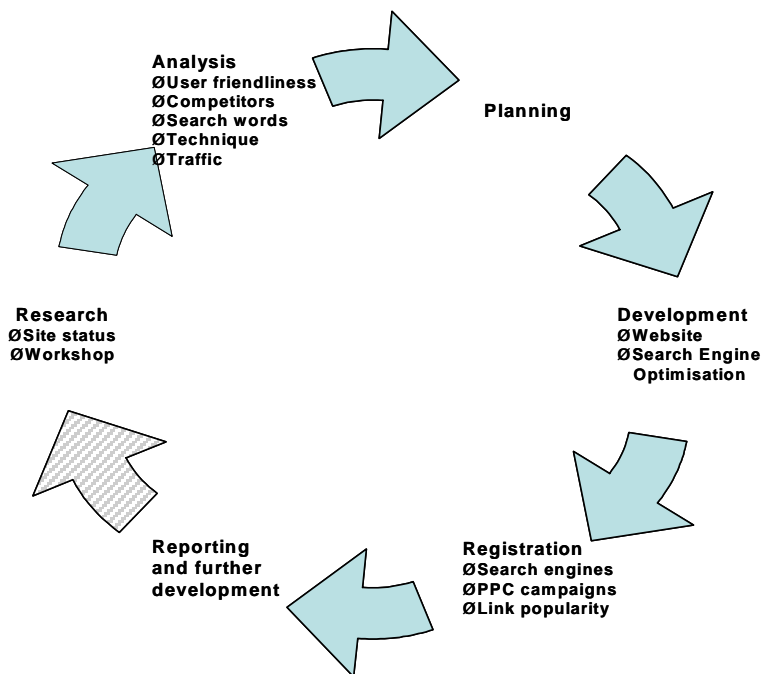 Analysis
ØUser friendliness
ØCompetitors
ØSearch words
ØTechnique
ØTraffic
Planning
Research
ØSite status
ØWorkshop
Development
ØWebsite
ØSearch Engine
Optimisation
Reporting
and further
development
Registration
ØSearch engines
ØPPC campaigns
ØLink popularity